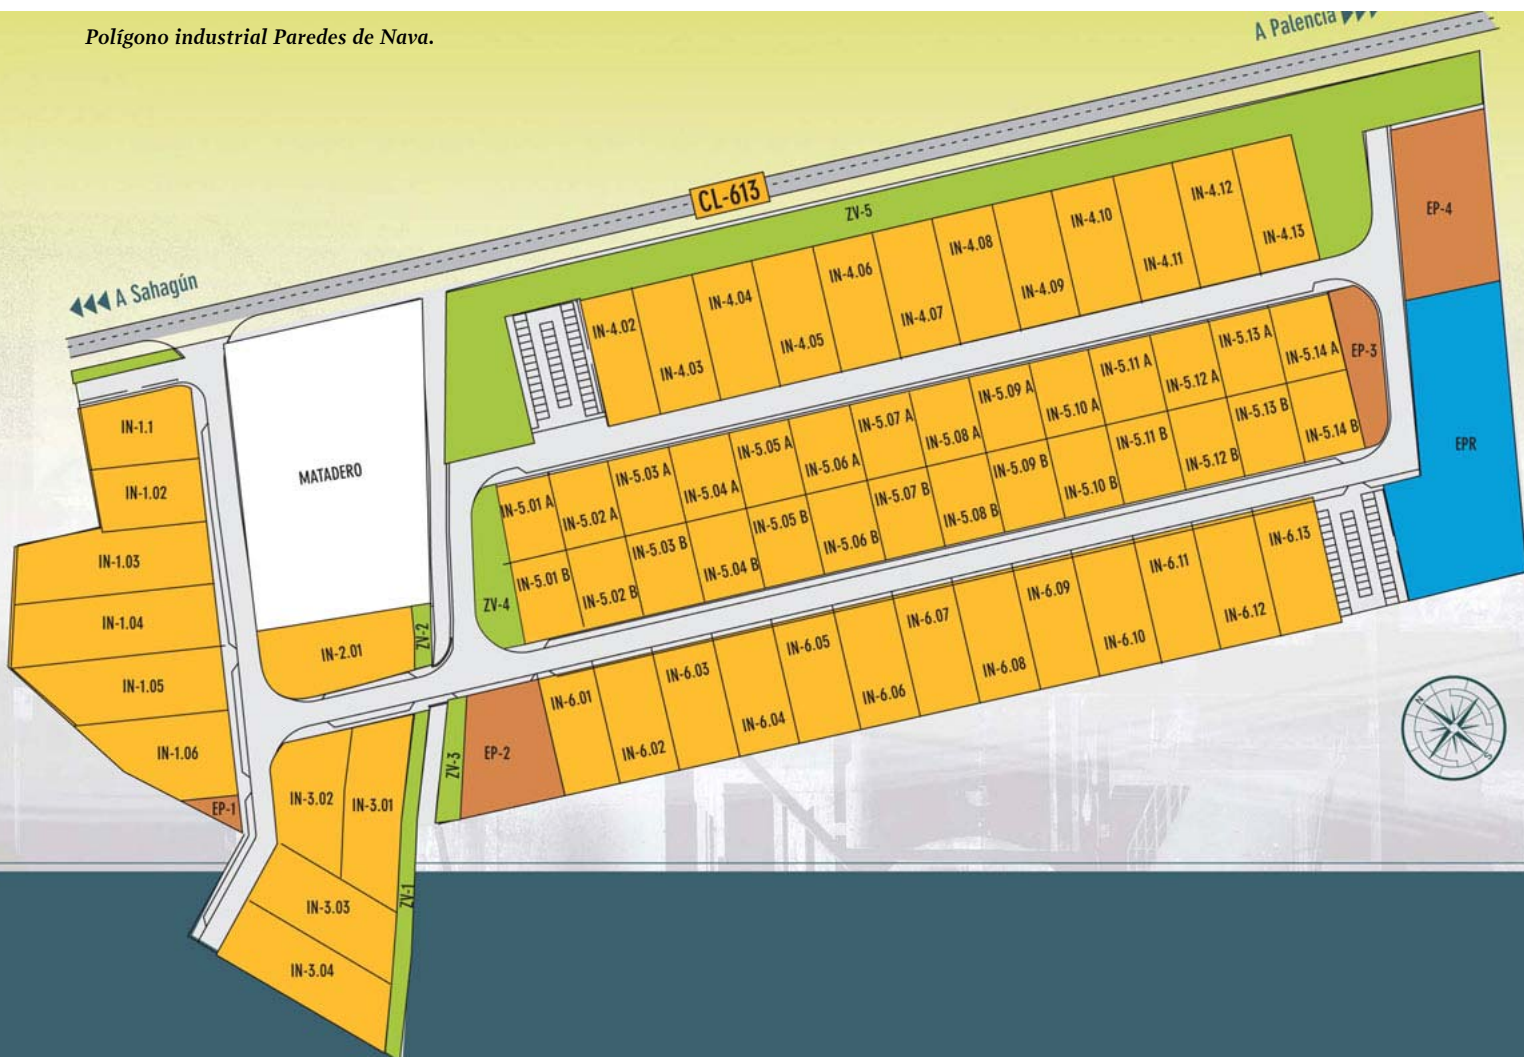 Polígono industrial Paredes de Nava.
A Palencia
CL-613
ZV-5
A Sahagún
EP-4
IN-4.02
IN-4.03
IN-4.04
IN-4.05
IN-4.06
IN-4.07
IN-4.08
IN-4.09
IN-4.10
IN-4.11
IN-4.12
IN-4.13
IN-1.1
IN-1.02
IN-1.03
IN-1.04
IN-1.05
IN-1.06
EP-1
MATADERO
IN-2.01
ZV-2
ZV-4
IN-5.01 A
IN-5.02 A
IN-5.03 A
IN-5.04 A
IN-5.05 A
IN-5.06 A
IN-5.07 A
IN-5.08 A
IN-5.09 A
IN-5.10 A
IN-5.11 A
IN-5.12 A
IN-5.13 A
IN-5.14 A
EP-3
IN-5.01 B
IN-5.02 B
IN-5.03 B
IN-5.04 B
IN-5.05 B
IN-5.06 B
IN-5.07 B
IN-5.08 B
IN-5.09 B
IN-5.10 B
IN-5.11 B
IN-5.12 B
IN-5.13 B
IN-5.14 B
EPR
ZV-3
EP-2
IN-6.01
IN-6.02
IN-6.03
IN-6.04
IN-6.05
IN-6.06
IN-6.07
IN-6.08
IN-6.09
IN-6.10
IN-6.11
IN-6.12
IN-6.13
N
S
IN-3.02
IN-3.01
IN-3.03
IN-3.04
ZV-1